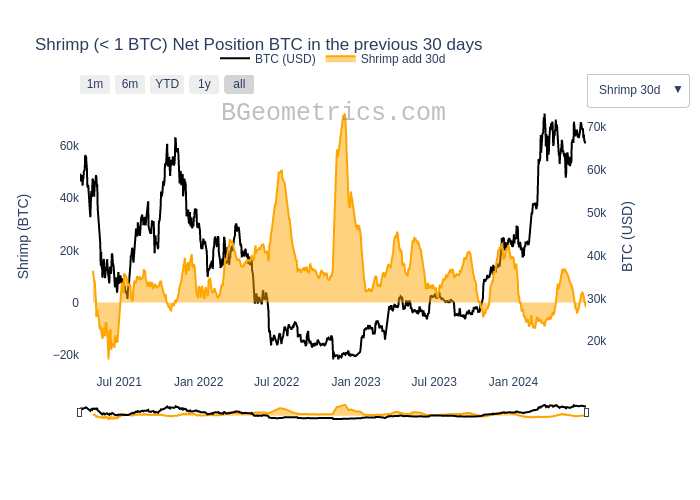 Shrimp (< 1 BTC) Net Position BTC in the previous 30 days
BTC (USD) Shrimp add 30d
1m 6m YTD 1y all
Shrimp 30d ▼
BGeometrics.com
60k
40k
20k
0
−20k
Shrimp (BTC)
70k
60k
50k
40k
30k
20k
BTC (USD)
Jul 2021 Jan 2022 Jul 2022 Jan 2023 Jul 2023 Jan 2024